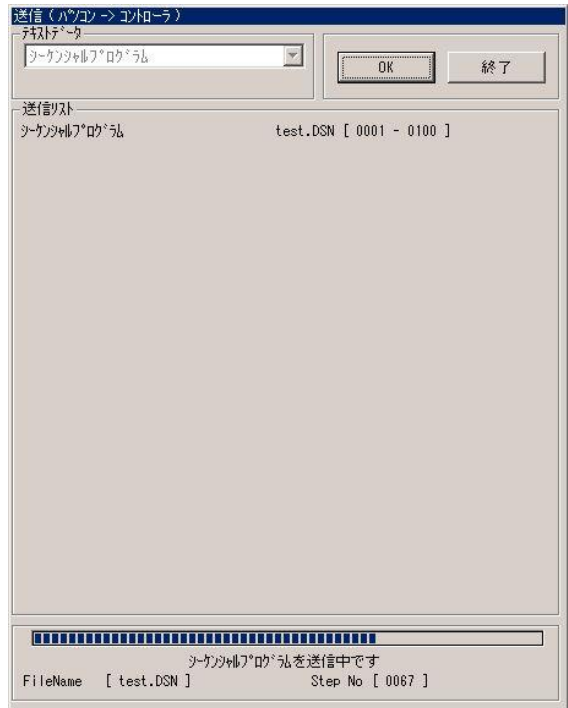 送信(ﾊﾟｿｺﾝ -> ｺﾝﾄﾛｰﾗ)
ﾃｷｽﾄﾃﾞｰﾀ
ｼｰｹﾝｼｬﾙﾌﾟﾛｸﾞﾗﾑ
OK 終了
送信ﾘｽﾄ
ｼｰｹﾝｼｬﾙﾌﾟﾛｸﾞﾗﾑ test.DSN [ 0001 - 0100 ]
ｼｰｹﾝｼｬﾙﾌﾟﾛｸﾞﾗﾑを送信中です
FileName [ test.DSN ] Step No [ 0067 ]